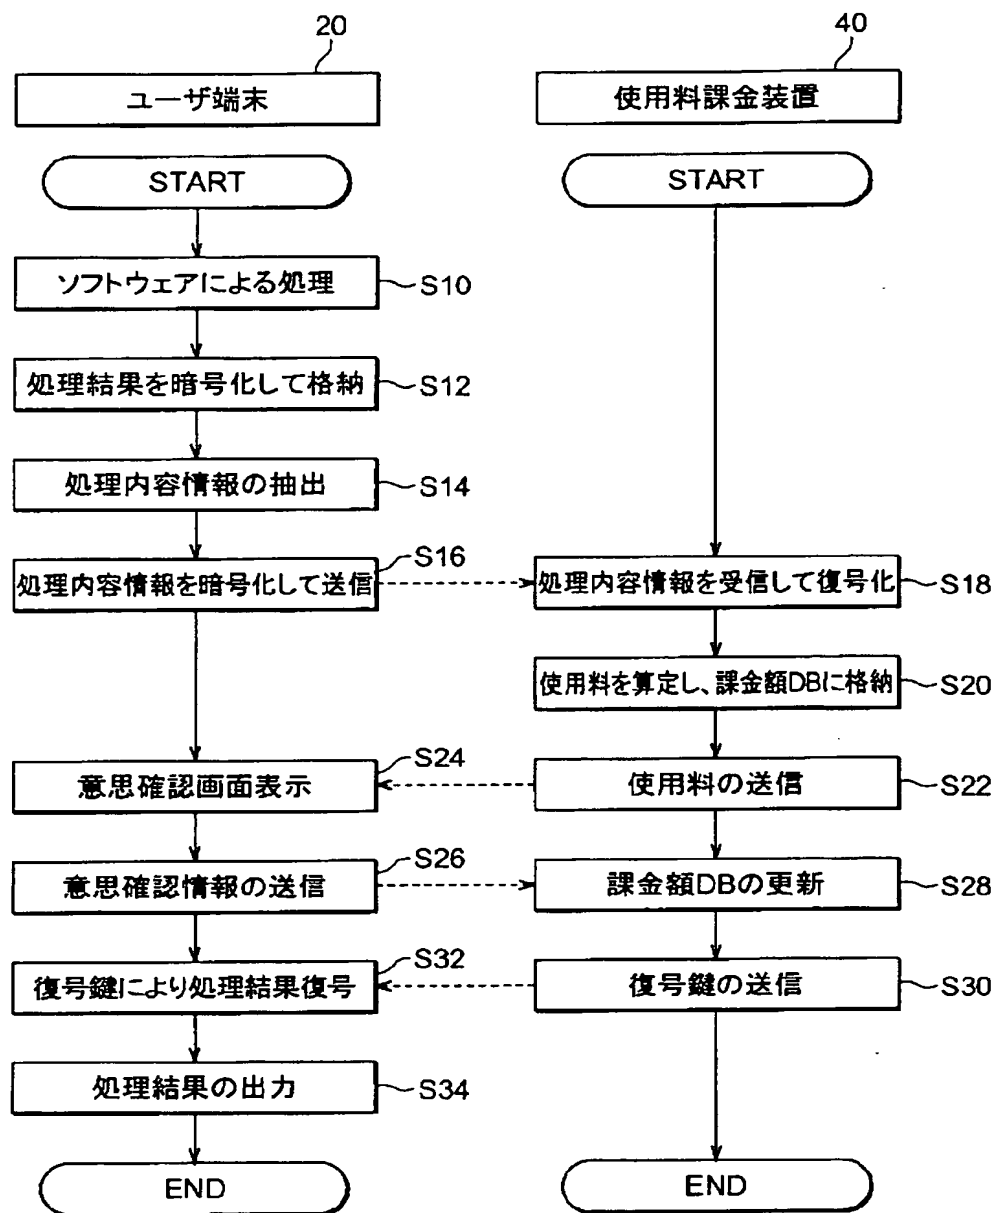 20
40
ユーザ端末
使用料課金装置
START
START
ソフトウェアによる処理
S10
処理結果を暗号化して格納
S12
処理内容情報の抽出
S14
S16
処理内容情報を暗号化して送信
処理内容情報を受信して復号化
S18
使用料を算定し、課金額DBに格納
S20
S24
意思確認画面表示
使用料の送信
S22
S26
意思確認情報の送信
課金額DBの更新
S28
S32
復号鍵により処理結果復号
復号鍵の送信
S30
処理結果の出力
S34
END
END